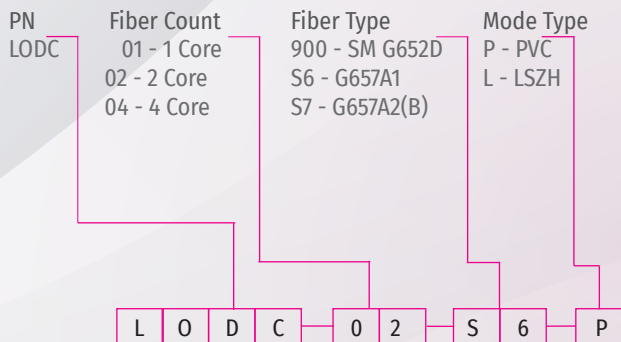 PN Fiber Count Fiber Type Mode Type
LODC 01 - 1 Core 900 - SM G652D P - PVC
02 - 2 Core S6 - G657A1 L - LSZH
04 - 4 Core S7 - G657A2(B)
L O D C 0 2 S 6 P